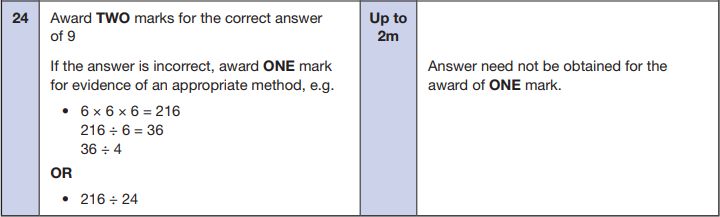 24
Award TWO marks for the correct answer
of 9
If the answer is incorrect, award ONE mark
for evidence of an appropriate method, e.g.
• 6 × 6 × 6 = 216
216 ÷ 6 = 36
36 ÷ 4
OR
• 216 ÷ 24
Up to
2m
Answer need not be obtained for the
award of ONE mark.